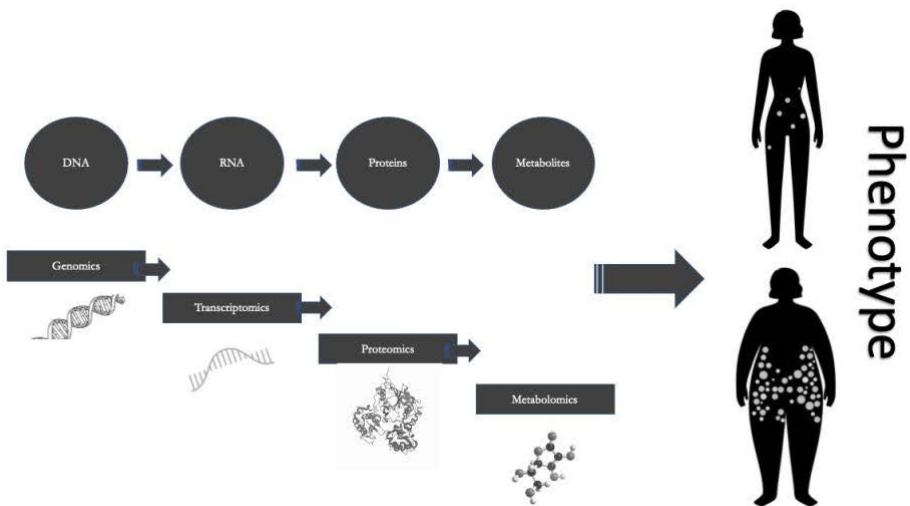 DNA
RNA
Proteins
Metabolites
Genomics
Transcriptomics
Proteomics
Metabolomics
Phenotype